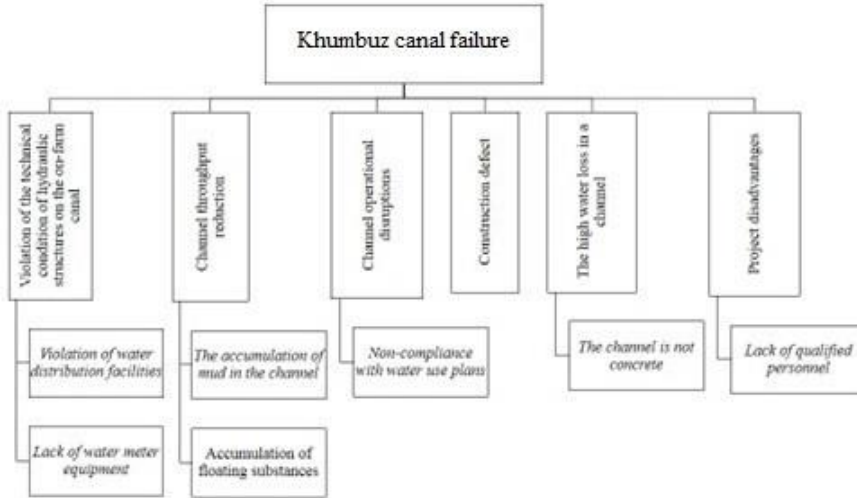 Khumbuz canal failure
Violation of the technical
condition of hydraulic
structures on the on-farm
canal
Channel throughput
reduction
Channel operational
disruptions
Construction defect
The high water loss in a
channel
Project disadvantages
Violation of water
distribution facilities
The accumulation of
mud in the channel
Non-compliance
with water use plans
The channel is not
concrete
Lack of qualified
personnel
Lack of water meter
equipment
Accumulation of
floating substances